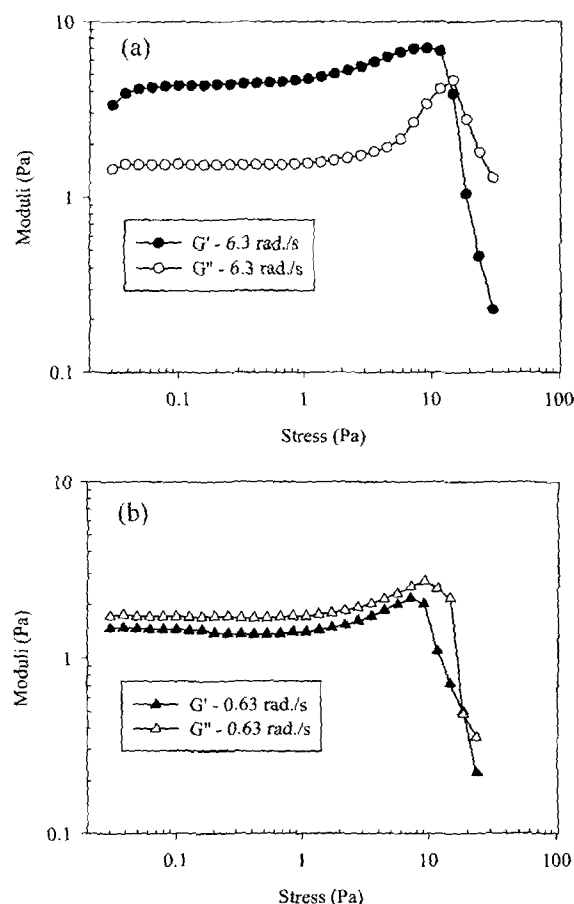 (a)
10
1
0.1
Moduli (Pa)
G' - 6.3 rad./s
G" - 6.3 rad./s
0.1
1
10
100
Stress (Pa)
(b)
10
1
0.1
Moduli (Pa)
G' - 0.63 rad./s
G" - 0.63 rad./s
0.1
1
10
100
Stress (Pa)